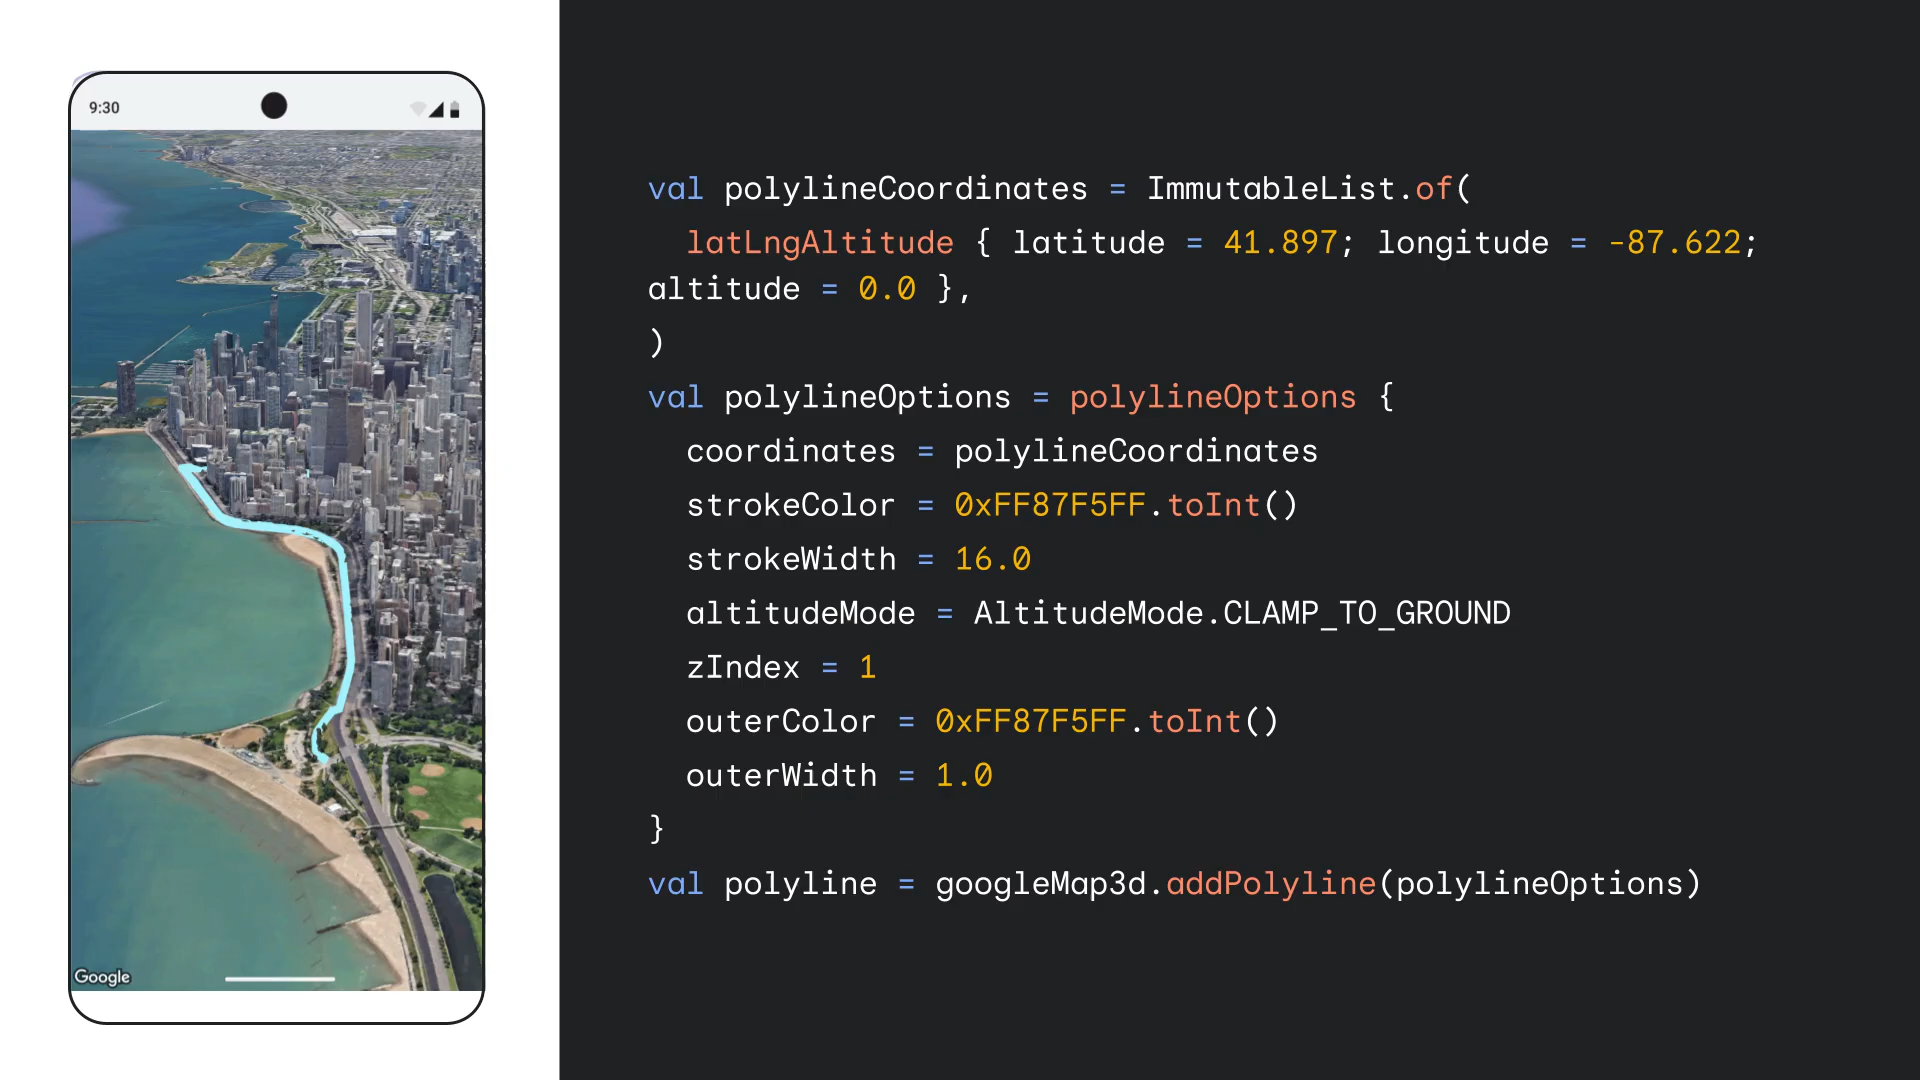 9:30
Google
val polylineCoordinates = ImmutableList.of(
  latLngAltitude { latitude = 41.897; longitude = -87.622;
altitude = 0.0 },
)
val polylineOptions = polylineOptions {
  coordinates = polylineCoordinates
  strokeColor = 0xFF87F5FF.toInt()
  strokeWidth = 16.0
  altitudeMode = AltitudeMode.CLAMP_TO_GROUND
  zIndex = 1
  outerColor = 0xFF87F5FF.toInt()
  outerWidth = 1.0
}
val polyline = googleMap3d.addPolyline(polylineOptions)